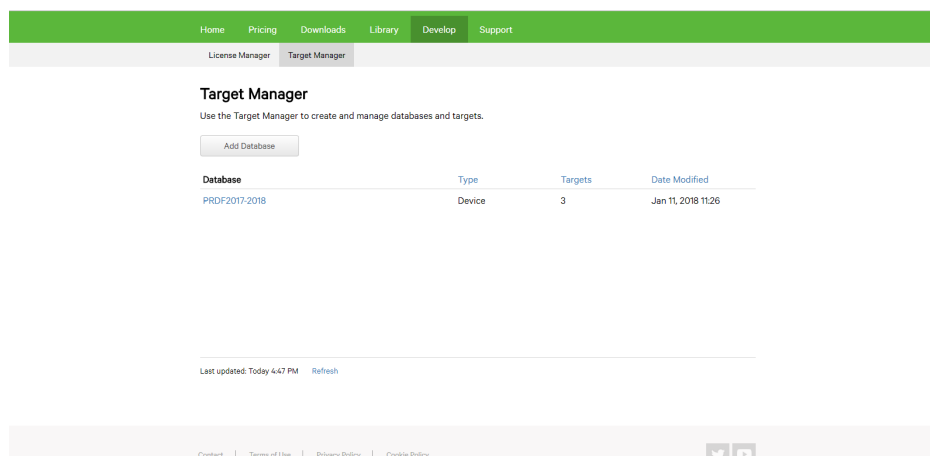 Home Pricing Downloads Library Develop Support
License Manager Target Manager
Target Manager
Use the Target Manager to create and manage databases and targets.
Add Database
Database Type Targets Date Modified
PRDF2017-2018 Device 3 Jan 11, 2018 11:26
Last updated: Today 4:47 PM Refresh
Contact | Terms of Use | Privacy Policy | Cookie Policy